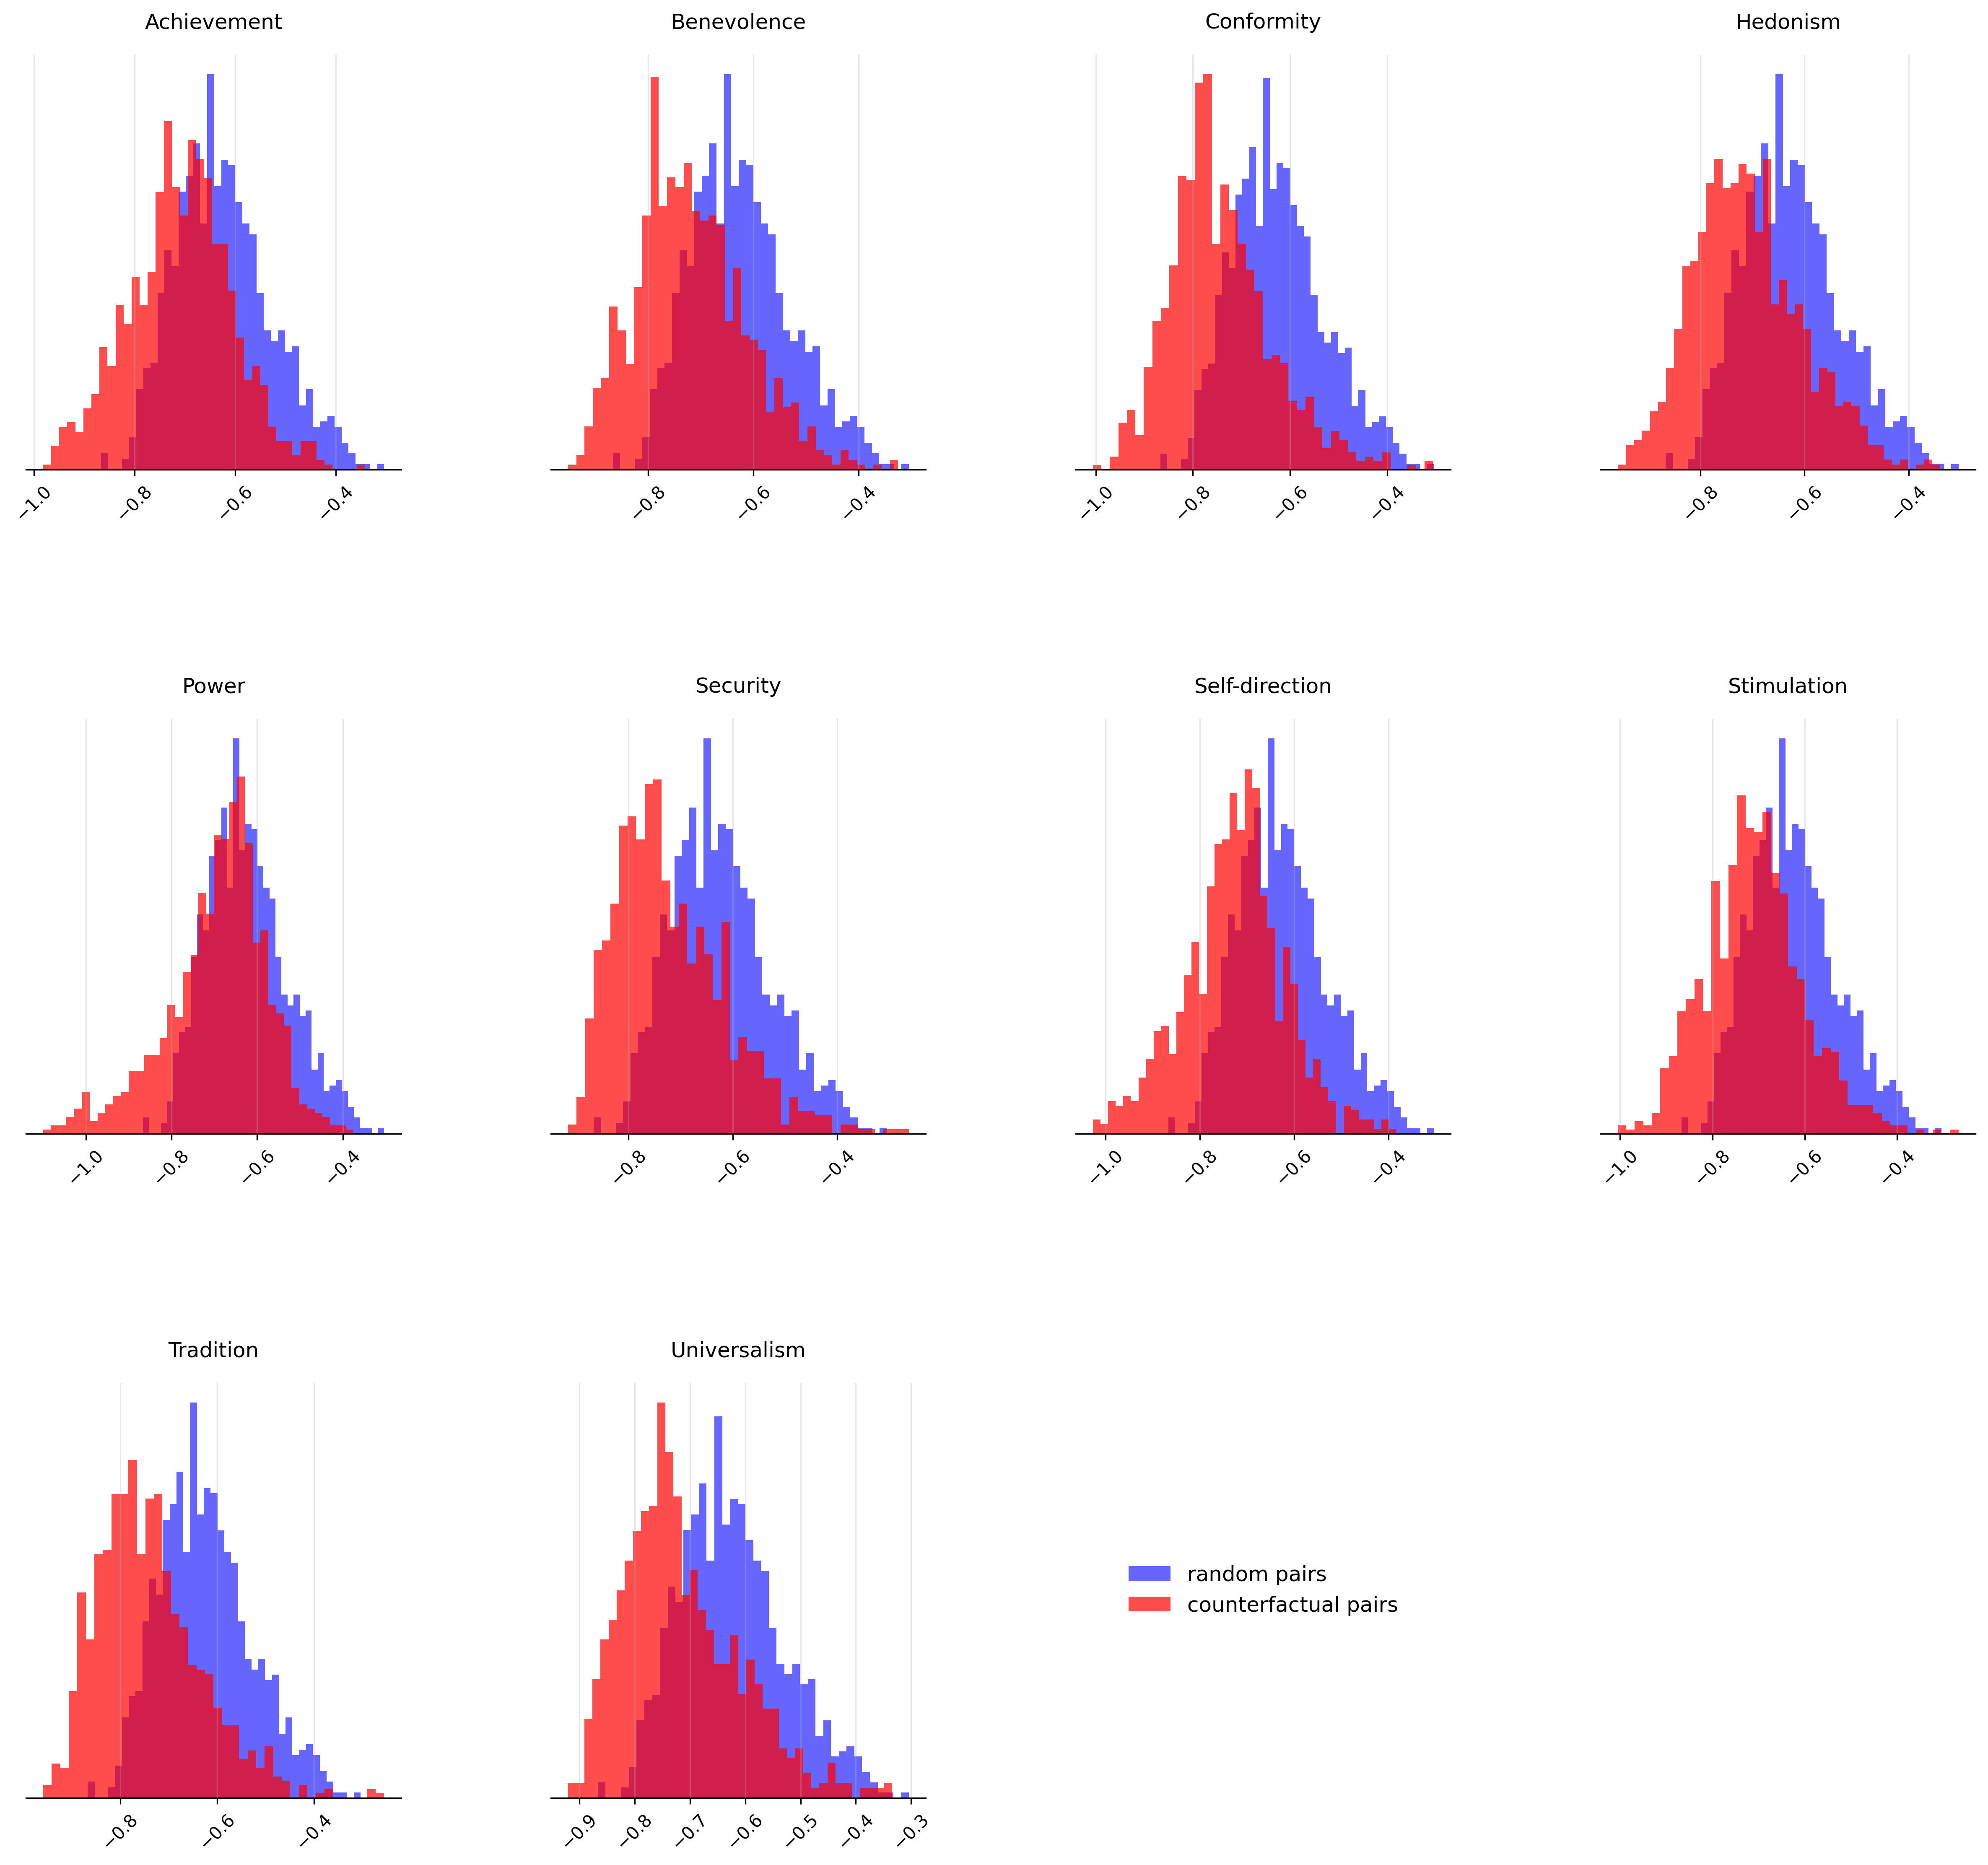 Achievement Benevolence Conformity Hedonism
−1.0 −0.8 −0.6 −0.4 −0.8 −0.6 −0.4 −1.0 −0.8 −0.6 −0.4 −0.8 −0.6 −0.4
Power Security Self-direction Stimulation
−1.0 −0.8 −0.6 −0.4 −0.8 −0.6 −0.4 −1.0 −0.8 −0.6 −0.4 −1.0 −0.8 −0.6 −0.4
Tradition Universalism
random pairs
counterfactual pairs
−0.8 −0.6 −0.4 −0.9 −0.8 −0.7 −0.6 −0.5 −0.4 −0.3